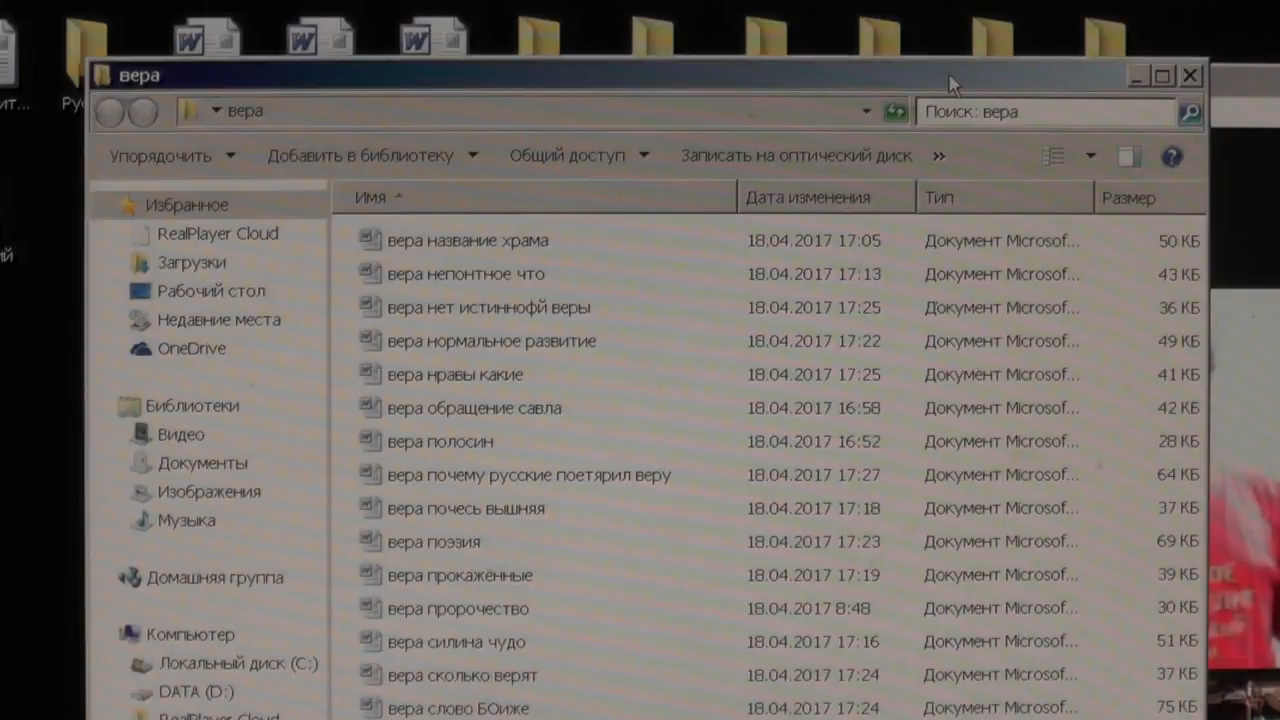 ит...
Ру
вера
вера
Поиск: вера
Упорядочить Добавить в библиотеку Общий доступ Записать на оптический диск »
Имя Дата изменения Тип Размер
Избранное
RealPlayer Cloud
Загрузки
Рабочий стол
Недавние места
OneDrive
Библиотеки
Видео
Документы
Изображения
Музыка
Домашняя группа
Компьютер
Локальный диск (C:)
DATA (D:)
RealPlayer Cloud
вера название храма 18.04.2017 17:05 Документ Microsof... 50 КБ
вера непонтное что 18.04.2017 17:13 Документ Microsof... 43 КБ
вера нет истиннофй веры 18.04.2017 17:25 Документ Microsof... 36 КБ
вера нормальное развитие 18.04.2017 17:22 Документ Microsof... 49 КБ
вера нравы какие 18.04.2017 17:25 Документ Microsof... 41 КБ
вера обращение савла 18.04.2017 16:58 Документ Microsof... 42 КБ
вера полосин 18.04.2017 16:52 Документ Microsof... 28 КБ
вера почему русские поетярил веру 18.04.2017 17:27 Документ Microsof... 64 КБ
вера почесь вышняя 18.04.2017 17:18 Документ Microsof... 37 КБ
вера поэзия 18.04.2017 17:23 Документ Microsof... 69 КБ
вера прокажённые 18.04.2017 17:19 Документ Microsof... 39 КБ
вера пророчество 18.04.2017 8:48 Документ Microsof... 30 КБ
вера силина чудо 18.04.2017 17:16 Документ Microsof... 51 КБ
вера сколько верят 18.04.2017 17:24 Документ Microsof... 37 КБ
вера слово БОиже 18.04.2017 17:24 Документ Microsof... 75 КБ
ий